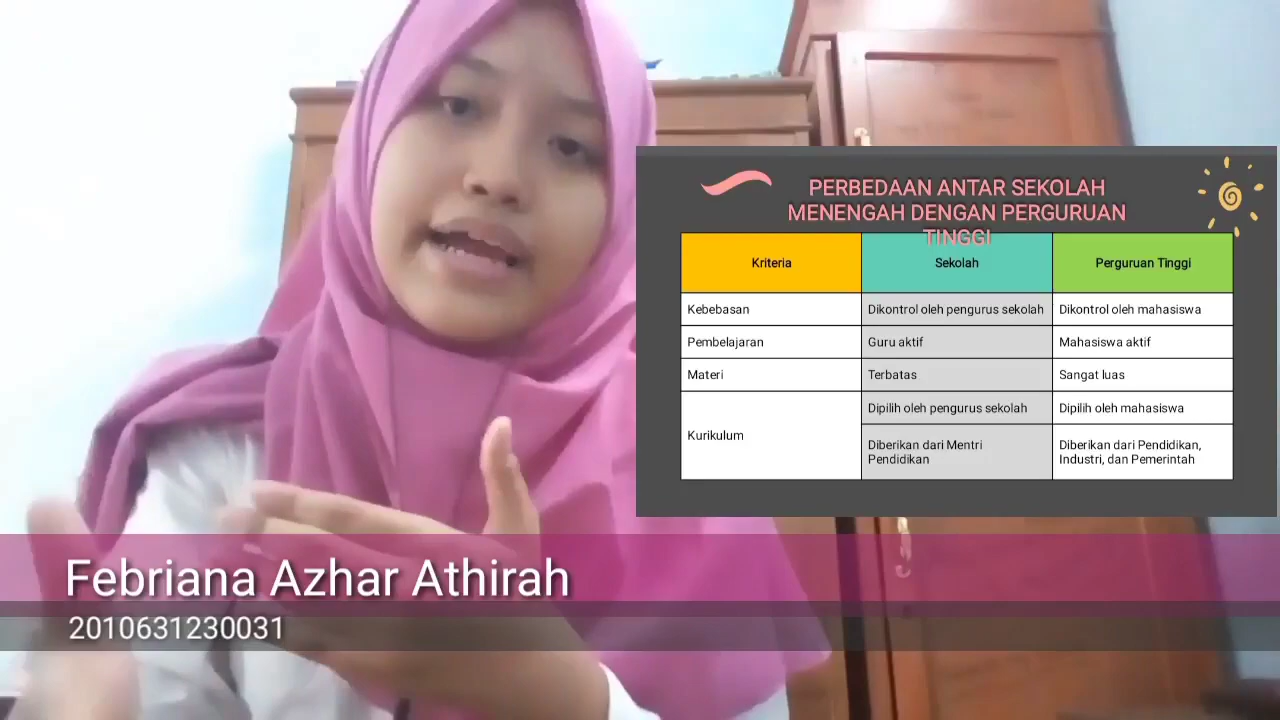 PERBEDAAN ANTAR SEKOLAH
MENENGAH DENGAN PERGURUAN
TINGGI
Kriteria
Sekolah
Perguruan Tinggi
Kebebasan
Dikontrol oleh pengurus sekolah
Dikontrol oleh mahasiswa
Pembelajaran
Guru aktif
Mahasiswa aktif
Materi
Terbatas
Sangat luas
Kurikulum
Dipilih oleh pengurus sekolah
Dipilih oleh mahasiswa
Diberikan dari Mentri
Pendidikan
Diberikan dari Pendidikan,
Industri, dan Pemerintah
Febriana Azhar Athirah
2010631230031